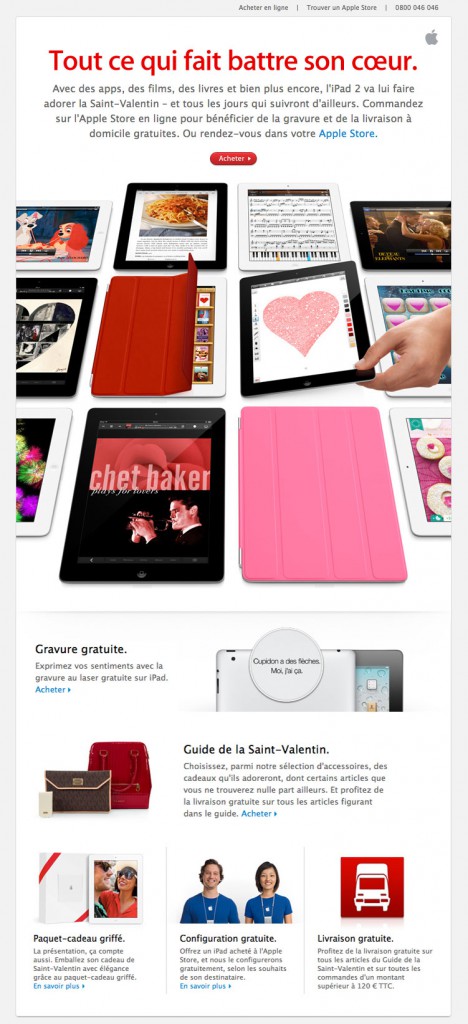 Acheter en ligne | Trouver un Apple Store | 0800 046 046
Tout ce qui fait battre son cœur.
Avec des apps, des films, des livres et bien plus encore, l'iPad 2 va lui faire
adorer la Saint-Valentin – et tous les jours qui suivront d'ailleurs. Commandez
sur l'Apple Store en ligne pour bénéficier de la gravure et de la livraison à
domicile gratuites. Ou rendez-vous dans votre Apple Store.
Acheter
DE L'EAU
ÉLÉPHANTS
chet baker
plays for lovers
Gravure gratuite.
Exprimez vos sentiments avec la
gravure au laser gratuite sur iPad.
Acheter
Cupidon a des flèches.
Moi, j'ai ça.
Guide de la Saint-Valentin.
Choisissez, parmi notre sélection d'accessoires, des
cadeaux qu'ils adoreront, dont certains articles que
vous ne trouverez nulle part ailleurs. Et profitez de
la livraison gratuite sur tous les articles figurant
dans le guide. Acheter
Paquet-cadeau griffé.
La présentation, ça compte
aussi. Emballez son cadeau de
Saint-Valentin avec élégance
grâce au paquet-cadeau griffé.
En savoir plus
Configuration gratuite.
Offrez un iPad acheté à l'Apple
Store, et nous le configurerons
gratuitement, selon les souhaits
de son destinataire.
En savoir plus
Livraison gratuite.
Profitez de la livraison gratuite sur
tous les articles du Guide de la
Saint-Valentin et sur toutes les
commandes d'un montant
supérieur à 120 € TTC.